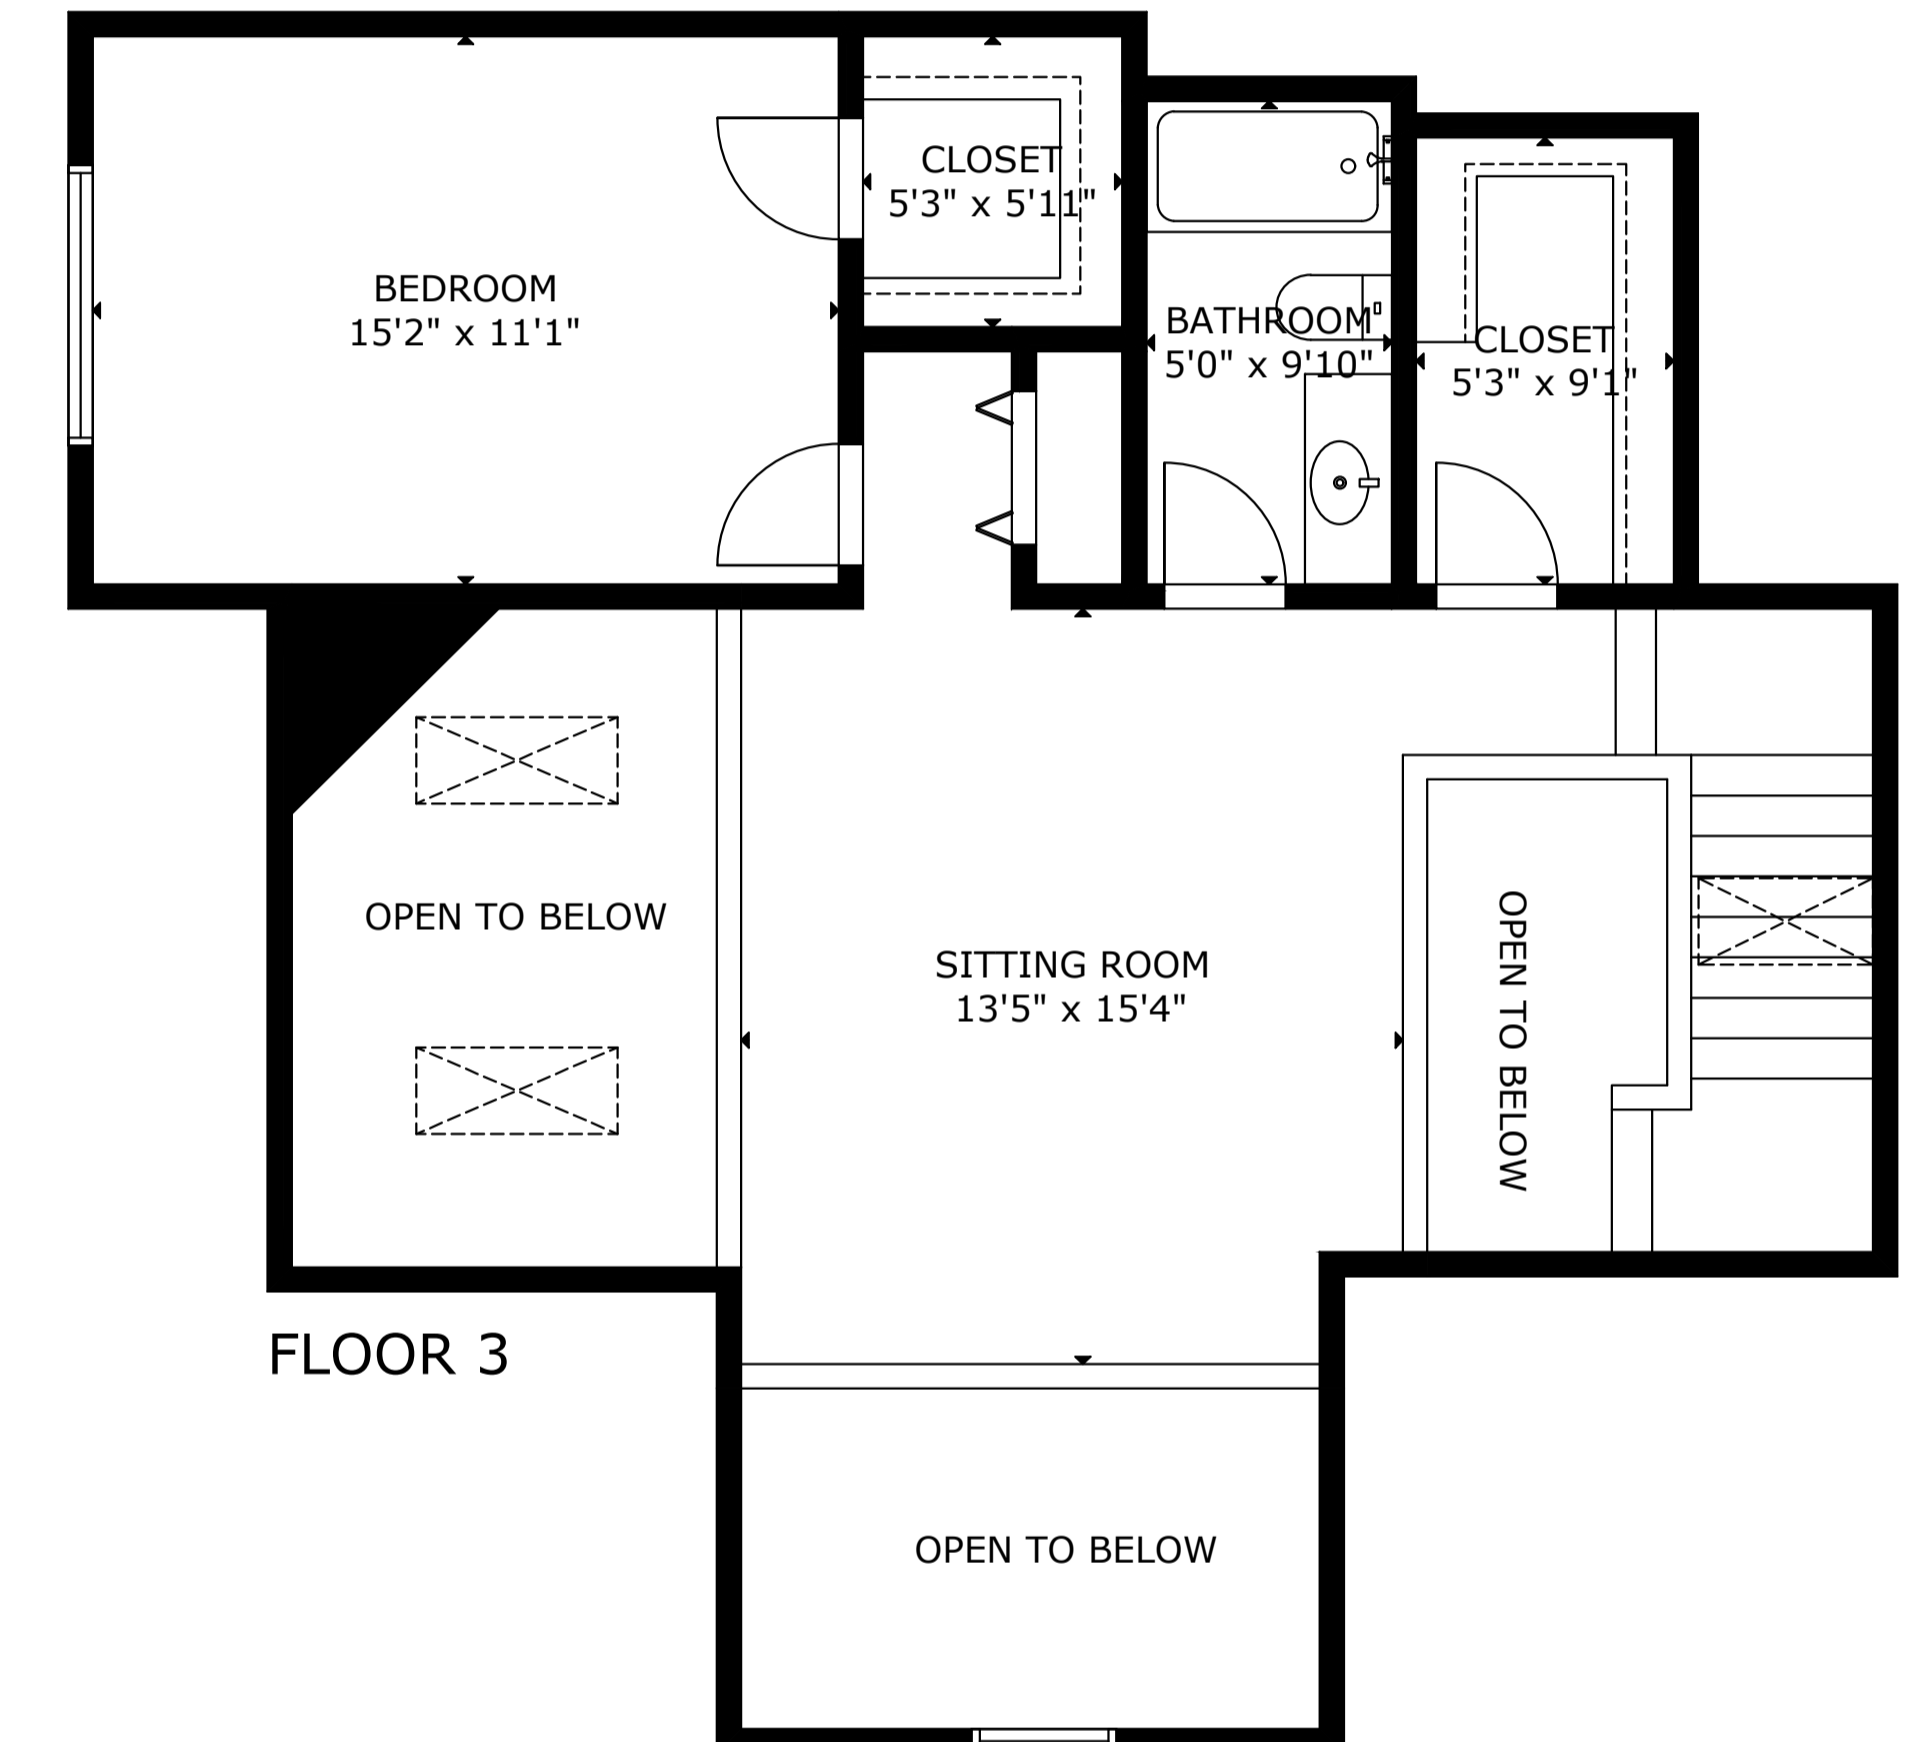 CLOSET
5'3" x 5'11"
BEDROOM
15'2" x 11'1"
BATHROOM
5'0" x 9'10"
CLOSET
5'3" x 9'1"
OPEN TO BELOW
SITTING ROOM
13'5" x 15'4"
OPEN TO BELOW
FLOOR 3
OPEN TO BELOW